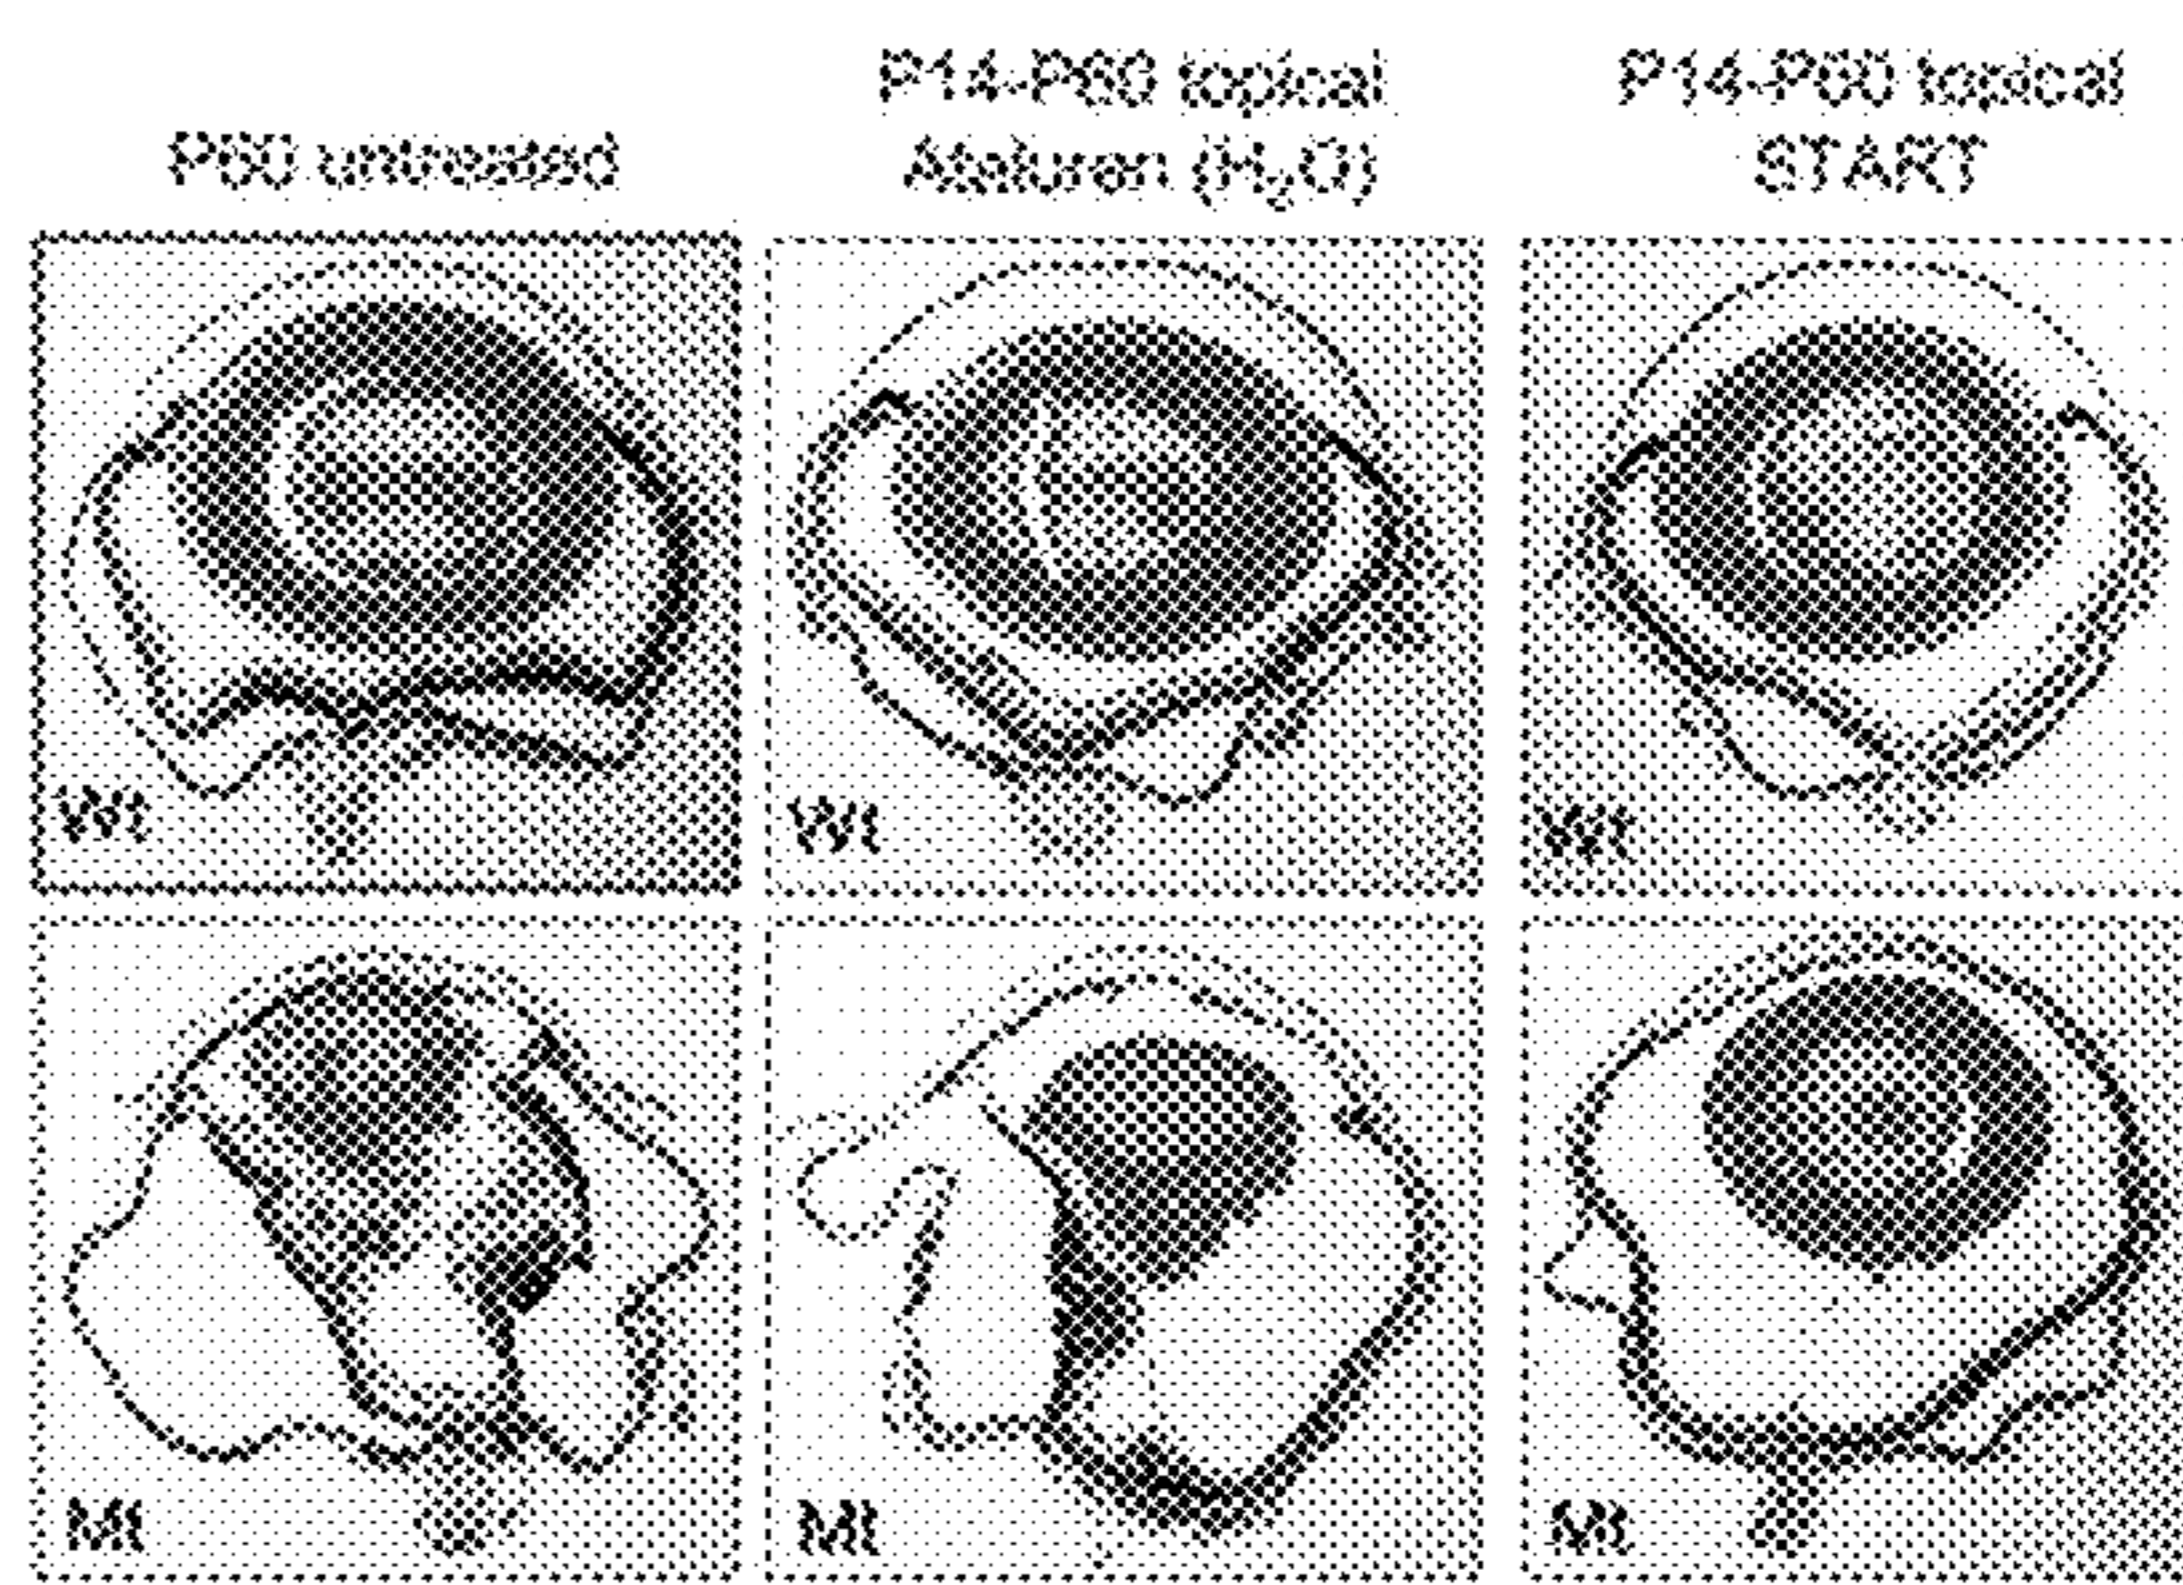 P60 untreated
P14-P60 topical
Ataluren (H₂O)
P14-P60 topical
START
Wt
Wt
Wt
Mt
Mt
Mt